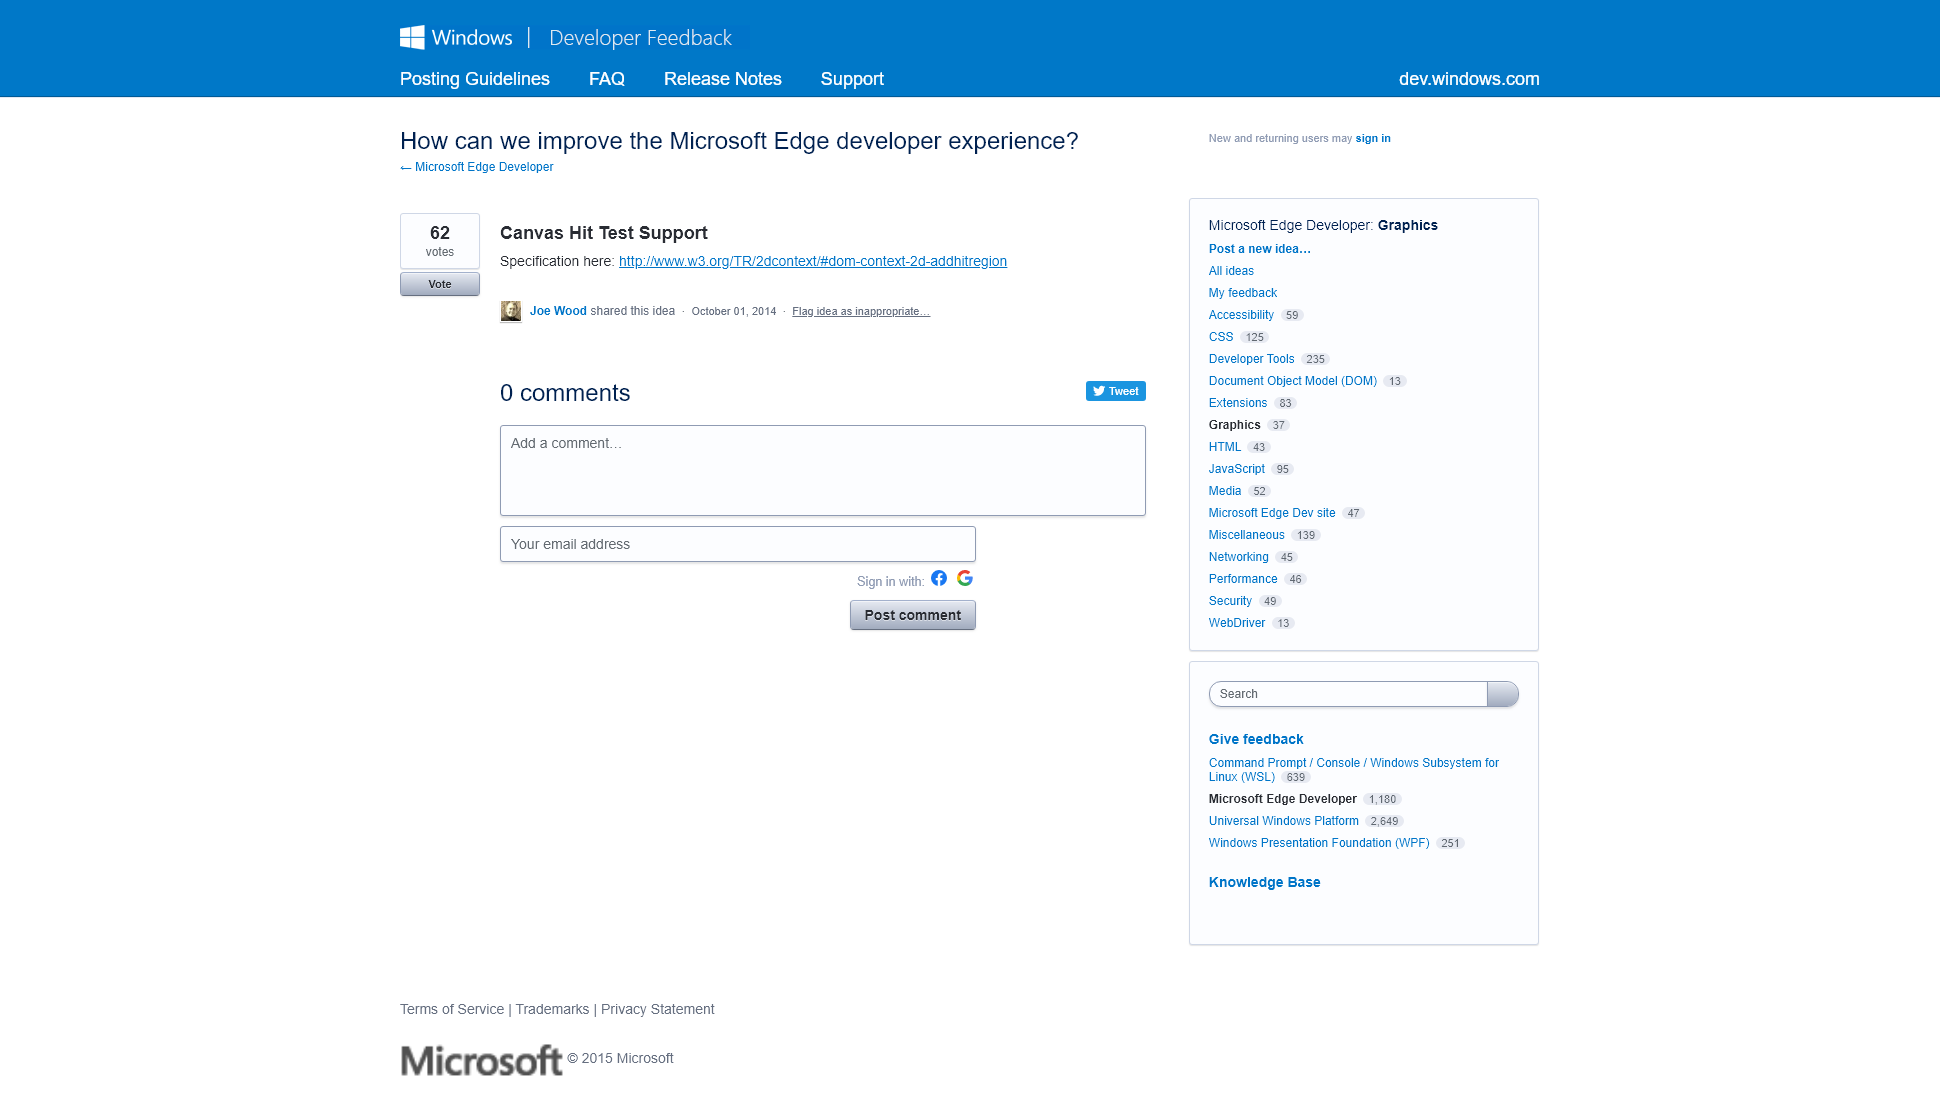 Windows | Developer Feedback
Posting Guidelines FAQ Release Notes Support dev.windows.com
How can we improve the Microsoft Edge developer experience?
← Microsoft Edge Developer
New and returning users may sign in
62
votes
Vote
Canvas Hit Test Support
Specification here: http://www.w3.org/TR/2dcontext/#dom-context-2d-addhitregion
Joe Wood shared this idea · October 01, 2014 · Flag idea as inappropriate…
0 comments
Tweet
Add a comment…
Your email address
Sign in with:
Post comment
Microsoft Edge Developer: Graphics
Post a new idea…
All ideas
My feedback
Accessibility 59
CSS 125
Developer Tools 235
Document Object Model (DOM) 13
Extensions 83
Graphics 37
HTML 43
JavaScript 95
Media 52
Microsoft Edge Dev site 47
Miscellaneous 139
Networking 45
Performance 46
Security 49
WebDriver 13
Search
Give feedback
Command Prompt / Console / Windows Subsystem for
Linux (WSL) 639
Microsoft Edge Developer 1,180
Universal Windows Platform 2,649
Windows Presentation Foundation (WPF) 251
Knowledge Base
Terms of Service | Trademarks | Privacy Statement
Microsoft © 2015 Microsoft